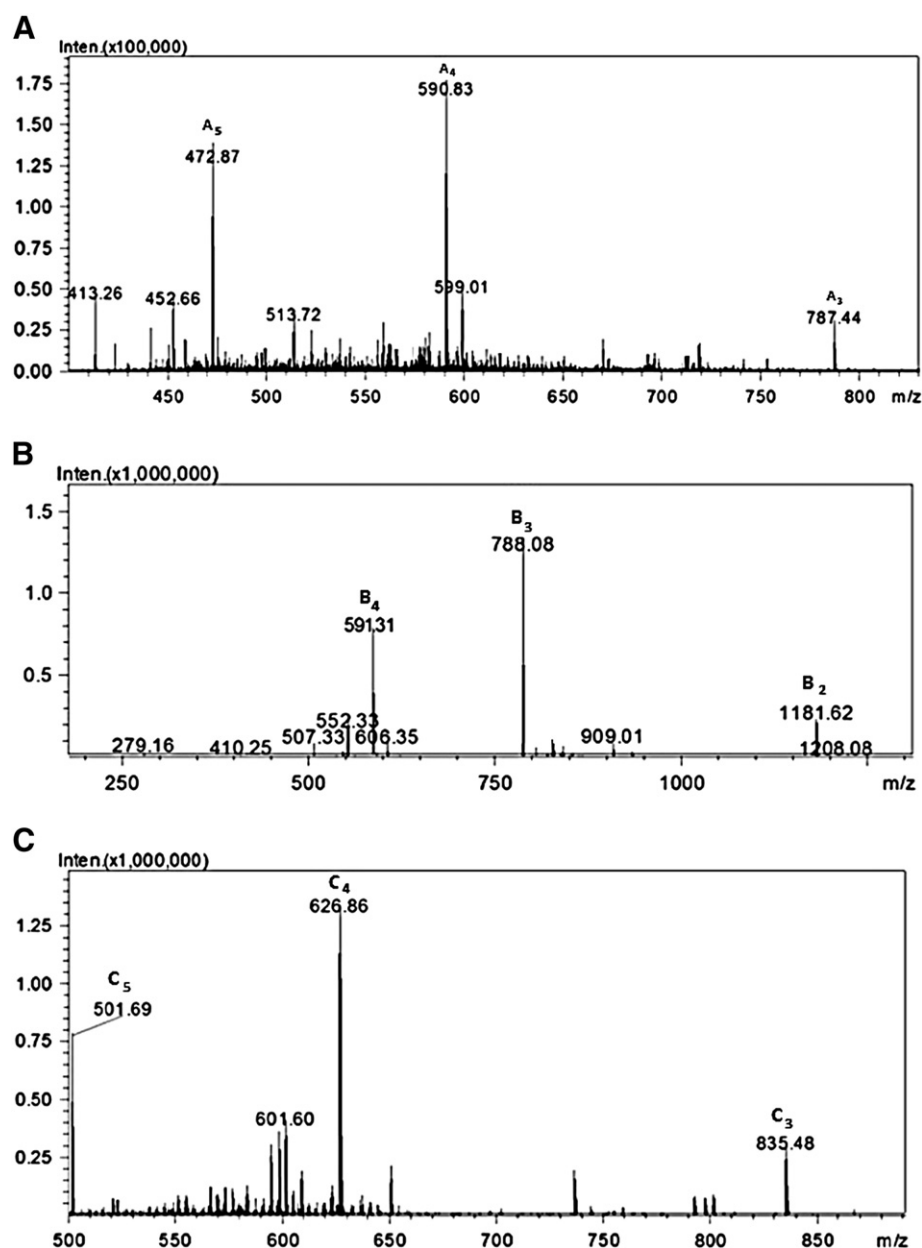 A
Inten.(x100,000)
A4
1.75
590.83
1.50
A5
472.87
1.25
1.00
0.75
0.50
413.26
452.66
513.72
599.01
A3
787.44
0.25
0.00
450 500 550 600 650 700 750 800 m/z
B
Inten.(x1,000,000)
1.5
B3
788.08
1.0
B4
591.31
0.5
B2
1181.62
552.33
279.16 410.25 507.33 606.35 909.01 1208.08
250 500 750 1000 m/z
C
Inten.(x1,000,000)
C4
626.86
1.25
C5
501.69
1.00
0.75
0.50
601.60
C3
835.48
0.25
500 550 600 650 700 750 800 850 m/z